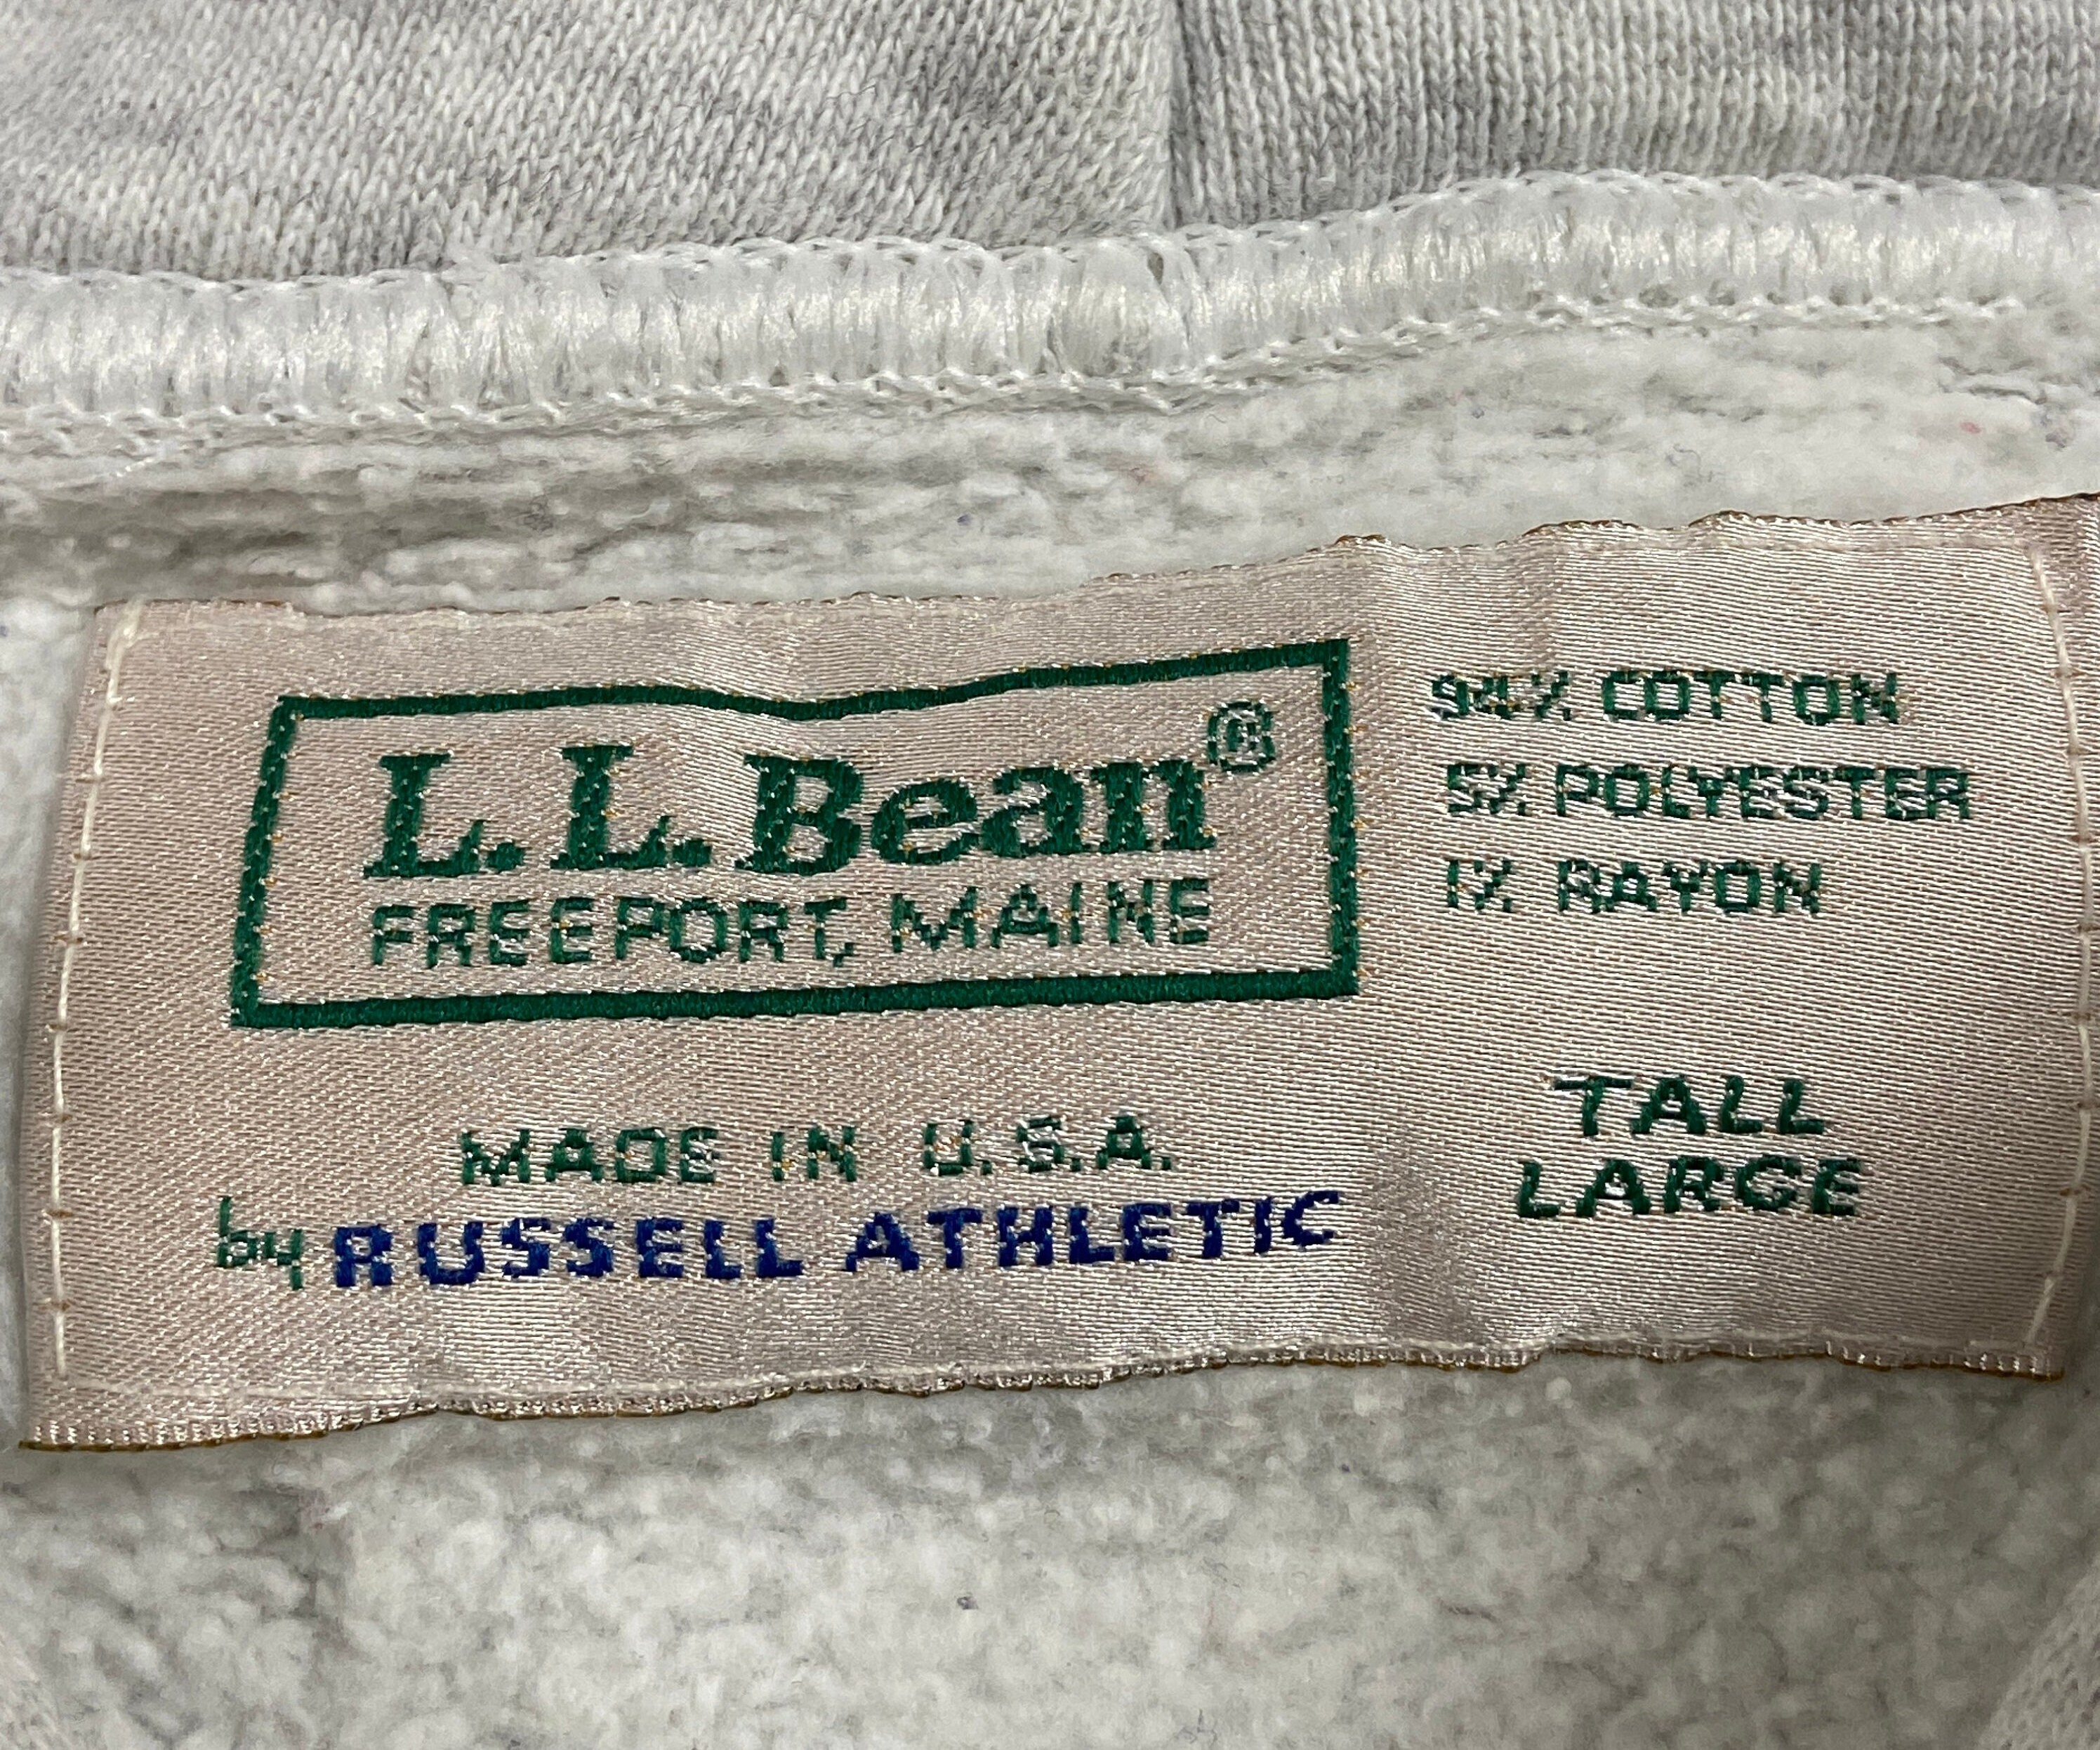 L.L.Bean®
FREEPORT, MAINE
MADE IN U.S.A.
by RUSSELL ATHLETIC
94% COTTON
5% POLYESTER
1% RAYON
TALL
LARGE